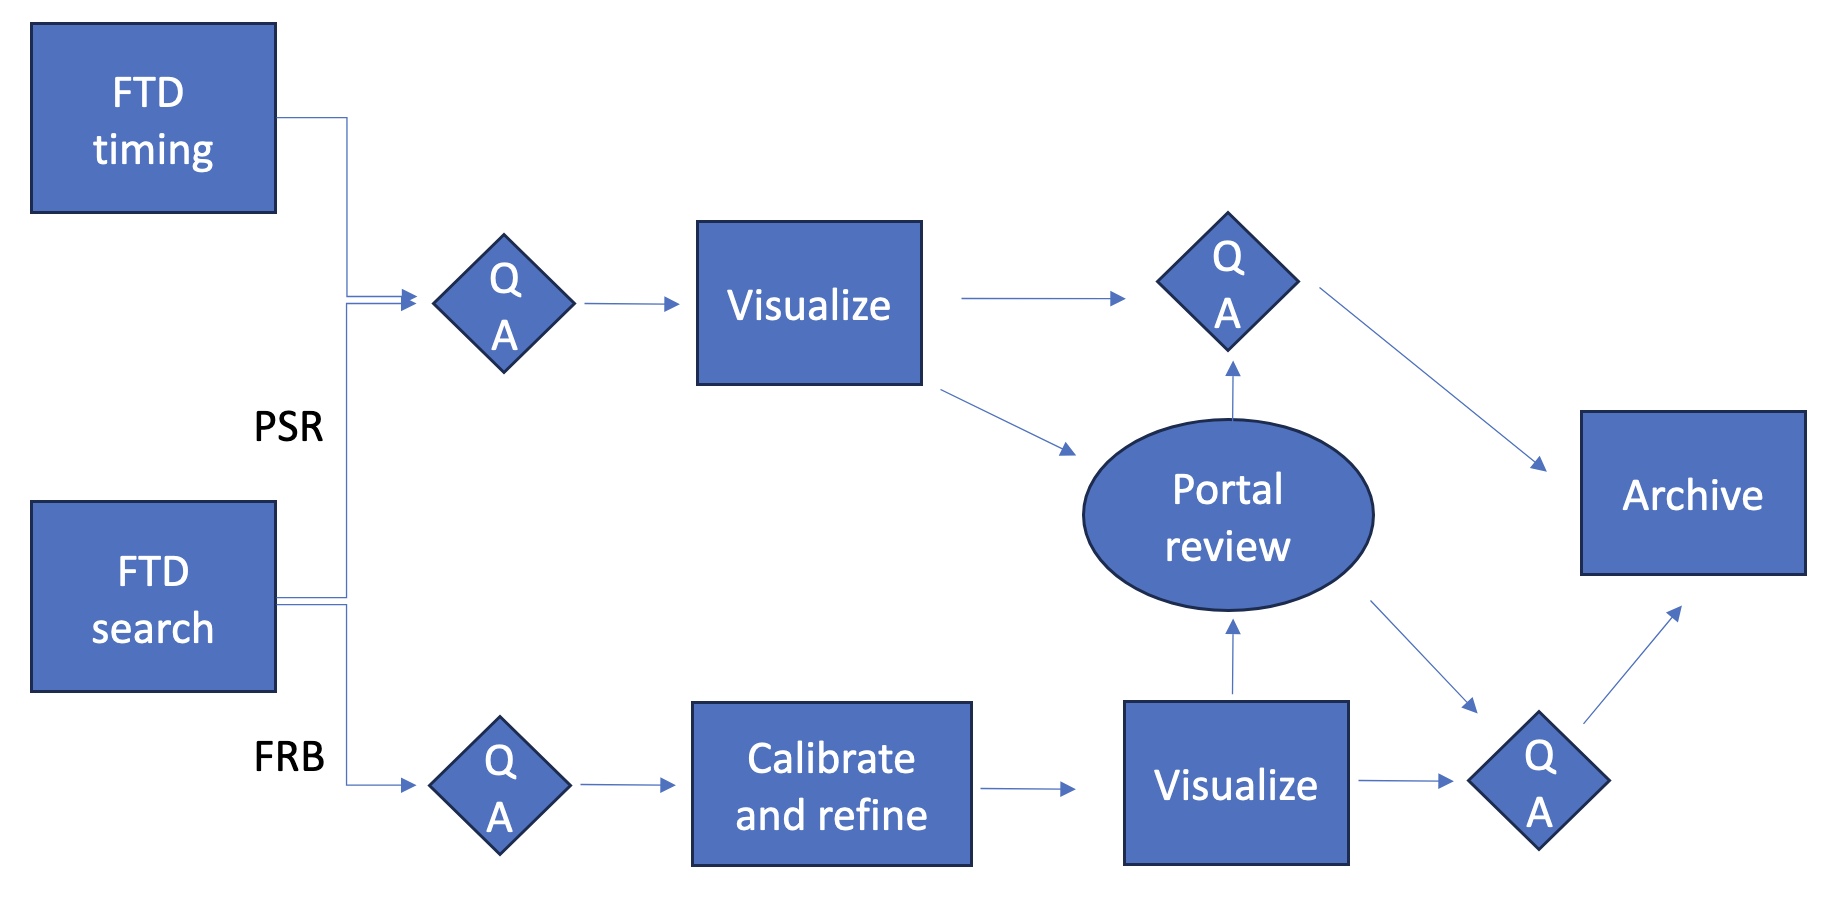 FTD
timing
Q
A
Visualize
Q
A
PSR
Portal
review
Archive
FTD
search
FRB
Q
A
Calibrate
and refine
Visualize
Q
A